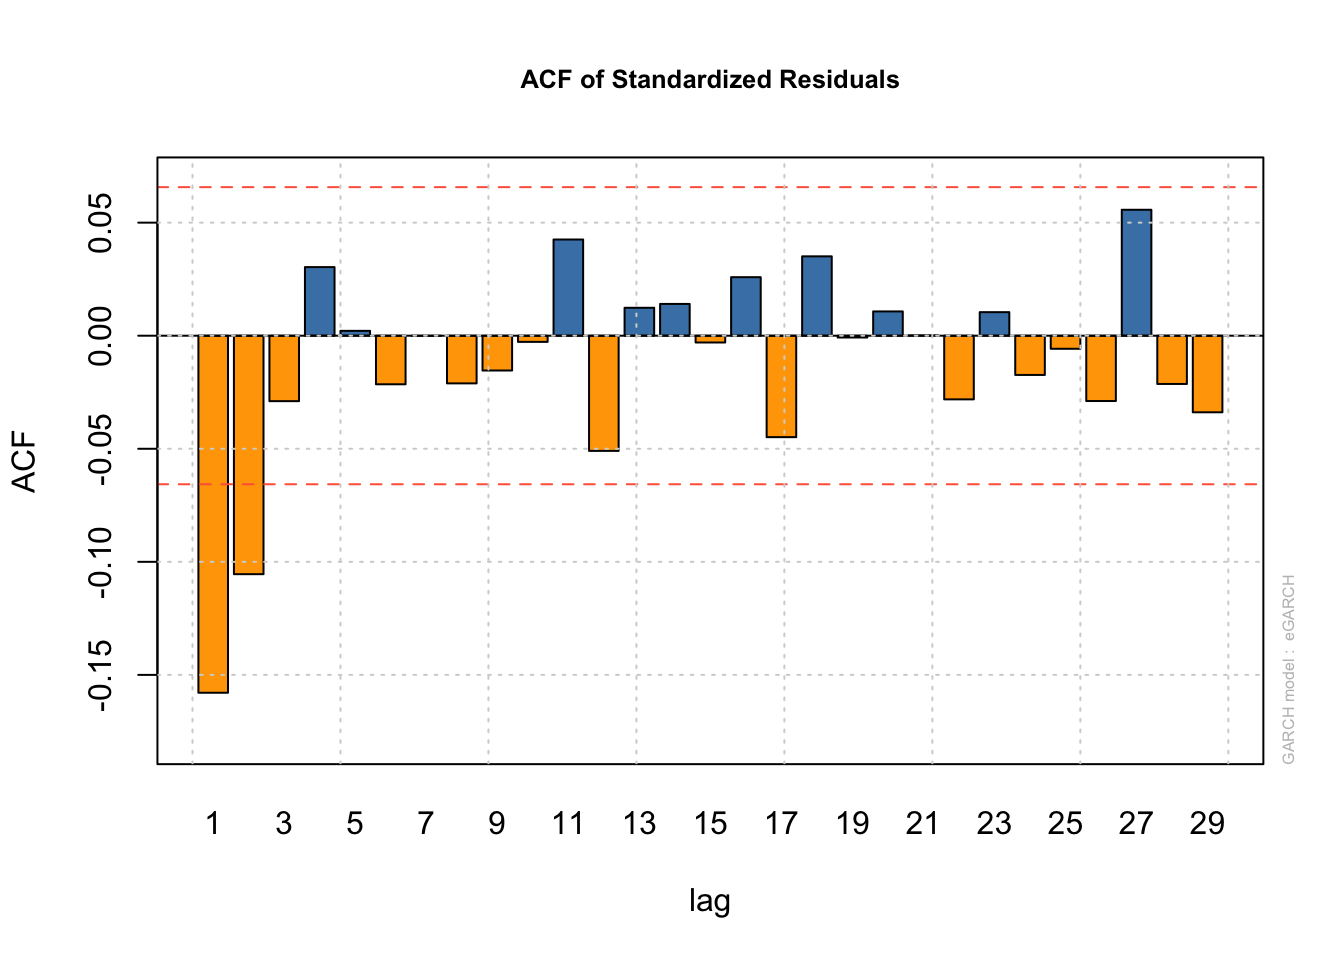 ACF of Standardized Residuals
0.05
0.00
-0.05
-0.10
-0.15
ACF
1 3 5 7 9 11 13 15 17 19 21 23 25 27 29
lag
GARCH model : eGARCH